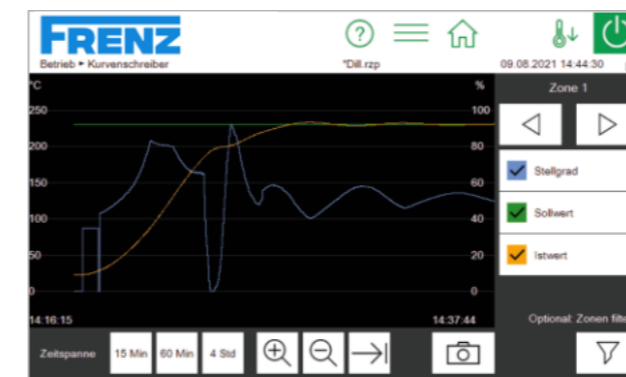 FRENZ
Betrieb ▸ Kurvenschreiber
?
*Dill.rzp
09.08.2021 14:44:30
°C
%
Zone 1
250
100
200
80
150
60
100
40
50
20
0
0
Stellgrad
Sollwert
Istwert
14:16:15
14:37:44
Optional: Zonen filte
Zeitspanne
15 Min
60 Min
4 Std